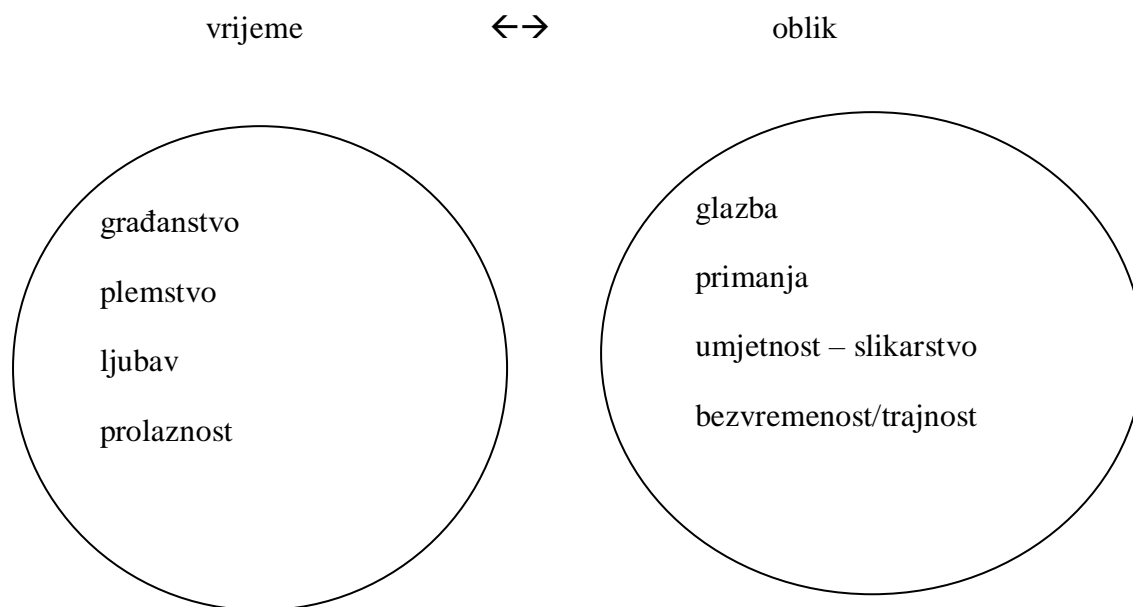 vrijeme ←→ oblik
građanstvo
plemstvo
ljubav
prolaznost
glazba
primanja
umjetnost – slikarstvo
bezvremenost/trajnost